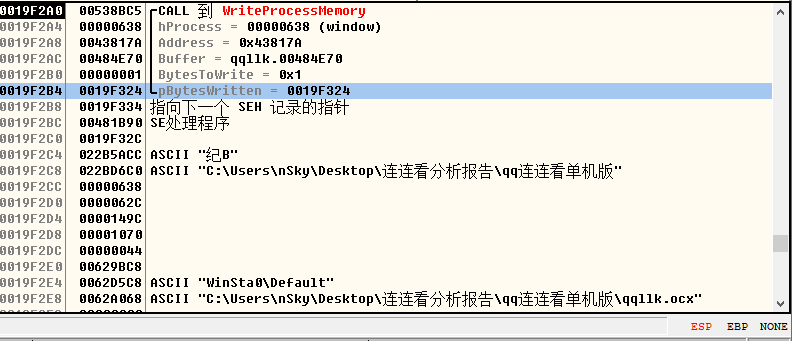 0019F2A0 00538BC5 CALL 到 WriteProcessMemory
0019F2A4 00000638 hProcess = 00000638 (window)
0019F2A8 0043817A Address = 0x43817A
0019F2AC 00484E70 Buffer = qqllk.00484E70
0019F2B0 00000001 BytesToWrite = 0x1
0019F2B4 0019F324 pBytesWritten = 0019F324
0019F2B8 0019F334 指向下一个 SEH 记录的指针
0019F2BC 00481B90 SE处理程序
0019F2C0 0019F32C
0019F2C4 022B5ACC ASCII "纪B"
0019F2C8 022BD6C0 ASCII "C:\Users\nSky\Desktop\连连看分析报告\qq连连看单机版"
0019F2CC 00000638
0019F2D0 0000062C
0019F2D4 0000149C
0019F2D8 00001070
0019F2DC 00000044
0019F2E0 00629BC8
0019F2E4 0062D5C8 ASCII "WinSta0\Default"
0019F2E8 0062A068 ASCII "C:\Users\nSky\Desktop\连连看分析报告\qq连连看单机版\qqllk.ocx"
ESP EBP NONE